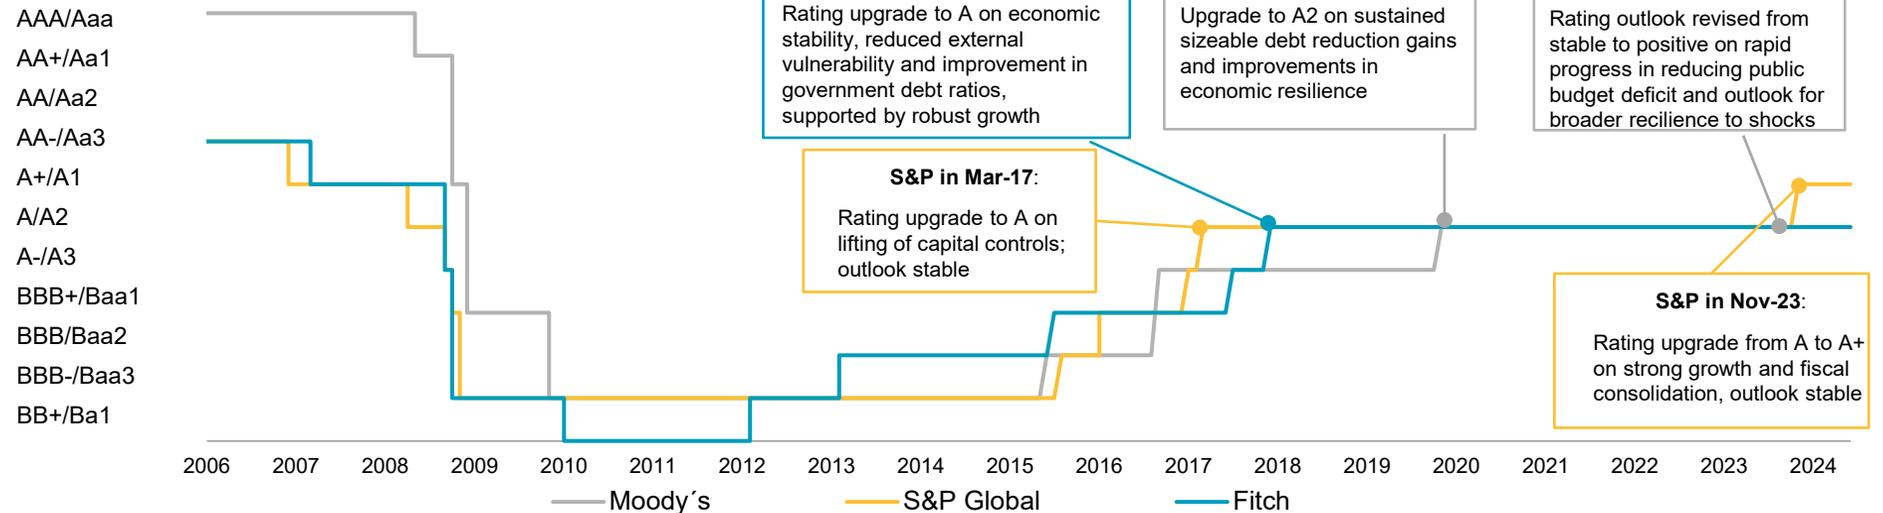 AAA/Aaa
AA+/Aa1
AA/Aa2
AA-/Aa3
A+/A1
A/A2
A-/A3
BBB+/Baa1
BBB/Baa2
BBB-/Baa3
BB+/Ba1
Rating upgrade to A on economic
stability, reduced external
vulnerability and improvement in
government debt ratios,
supported by robust growth
Upgrade to A2 on sustained
sizeable debt reduction gains
and improvements in
economic resilience
Rating outlook revised from
stable to positive on rapid
progress in reducing public
budget deficit and outlook for
broader recilience to shocks
S&P in Mar-17:
Rating upgrade to A on
lifting of capital controls;
outlook stable
S&P in Nov-23:
Rating upgrade from A to A+
on strong growth and fiscal
consolidation, outlook stable
2006 2007 2008 2009 2010 2011 2012 2013 2014 2015 2016 2017 2018 2019 2020 2021 2022 2023 2024
Moody´s S&P Global Fitch